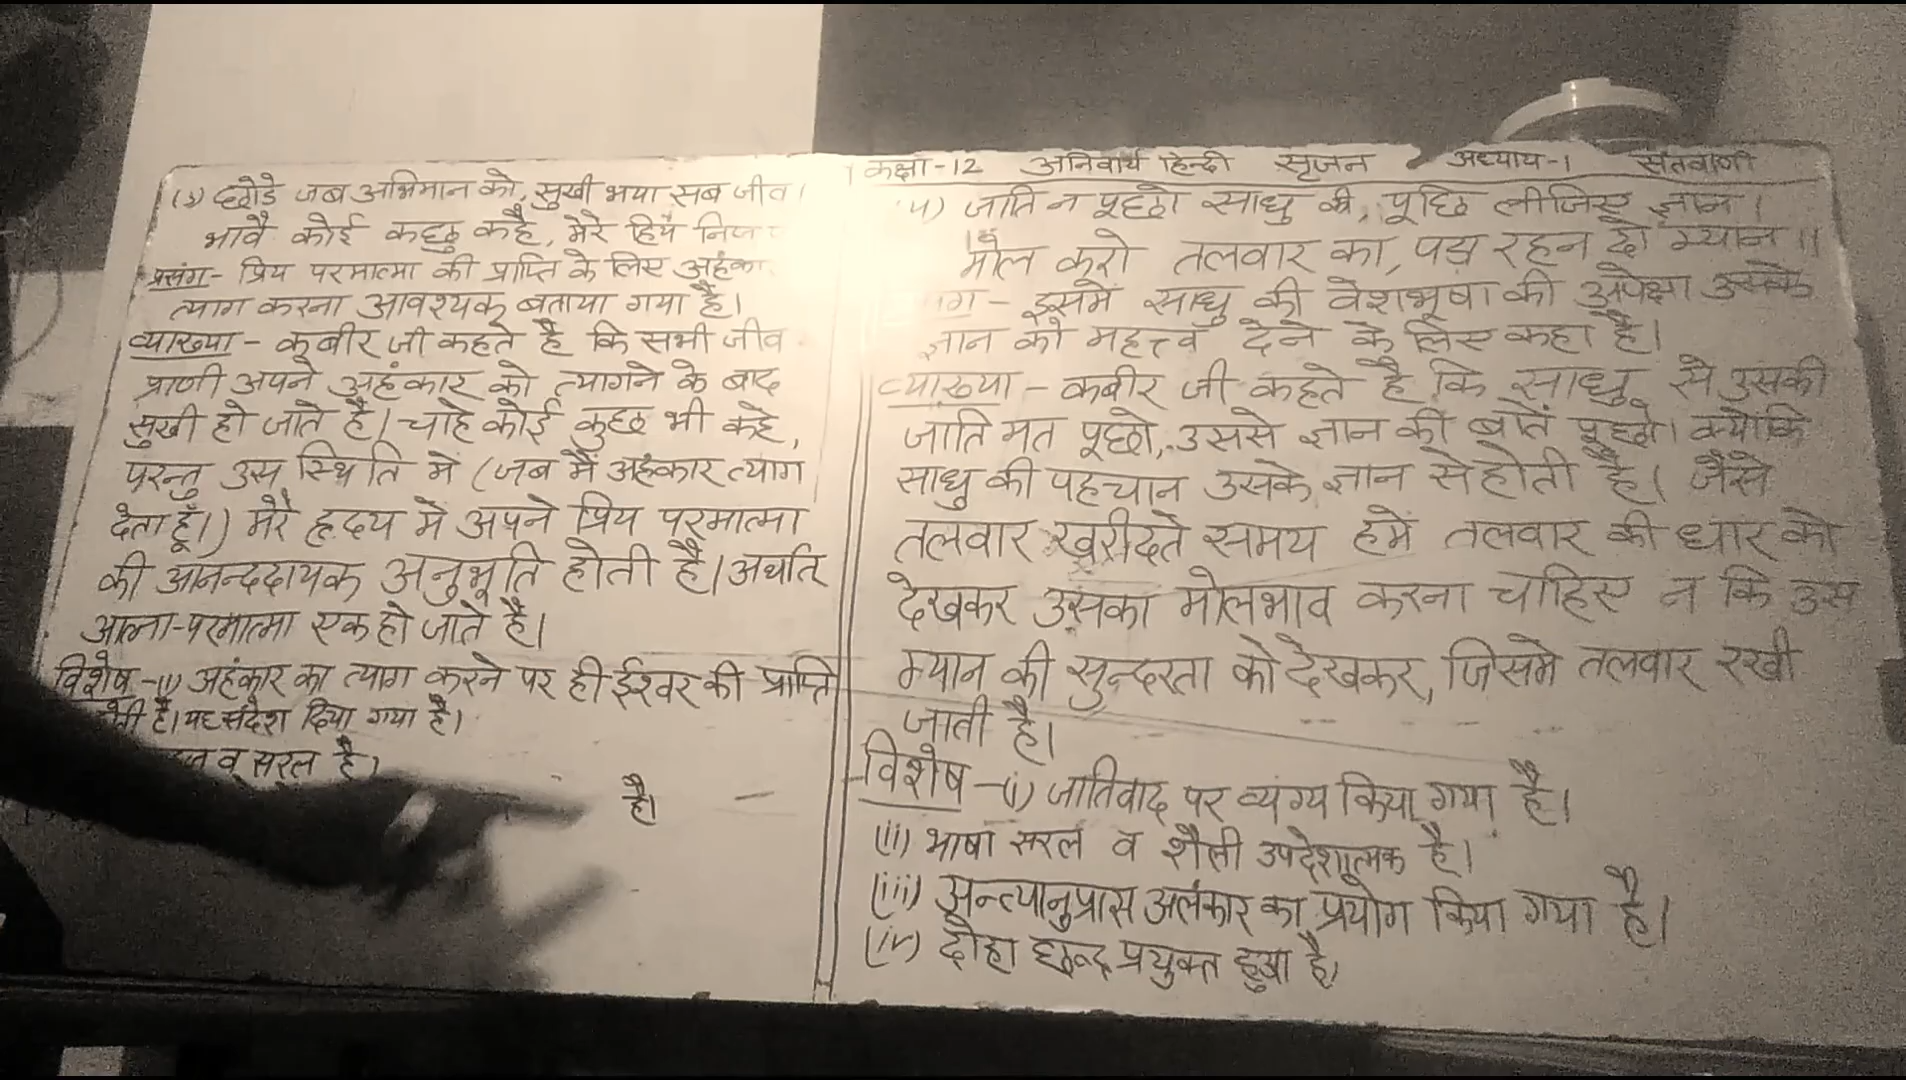 कक्षा-12 अनिवार्य हिन्दी सृजन अध्याय-1 संतवाणी
छोडे जब अभिमान को, सुखी भया सब जीव।
भावै कोई कछु कहै, मेरे हिय निज
प्रसंग- प्रिय परमात्मा की प्राप्ति के लिए
त्याग करना आवश्यक बताया गया है।
व्याख्या - कबीर जी कहते है कि सभी जीव
प्राणी अपने अहंकार को त्यागने के बाद
सुखी हो जाते है। चाहे कोई कुछ भी कहे,
परन्तु उस स्थिति में (जब मैं अहंकार त्याग
देता हूँ।) मेरे हृदय में अपने प्रिय परमात्मा
की आनन्ददायक अनुभूति होती है। अर्थात्
आत्मा-परमात्मा एक हो जाते है।
विशेष -(i) अहंकार का त्याग करने पर ही ईश्वर की प्राप्ति
है। यह संदेश दिया गया है।
व सरल है।
है।
जाति न पूछो साधु की, पूछि लीजिए ज्ञान।
मोल करो तलवार का, पड़ा रहन दो म्यान॥
- इसमें साधु की वेशभूषा की अपेक्षा उसके
ज्ञान को महत्त्व देने के लिए कहा है।
व्याख्या - कबीर जी कहते है कि साधु से उसकी
जाति मत पूछो, उससे ज्ञान की बातें पूछो। क्योंकि
साधु की पहचान उसके ज्ञान से होती है। जैसे
तलवार खरीदते समय हमें तलवार की धार को
देखकर उसका मोलभाव करना चाहिए न कि उस
म्यान की सुन्दरता को देखकर, जिसमें तलवार रखी
जाती है।
विशेष -(i) जातिवाद पर व्यंग्य किया गया है।
(ii) भाषा सरल व शैली उपदेशात्मक है।
(iii) अन्त्यानुप्रास अलंकार का प्रयोग किया गया है।
(iv) दोहा छन्द प्रयुक्त हुआ है।